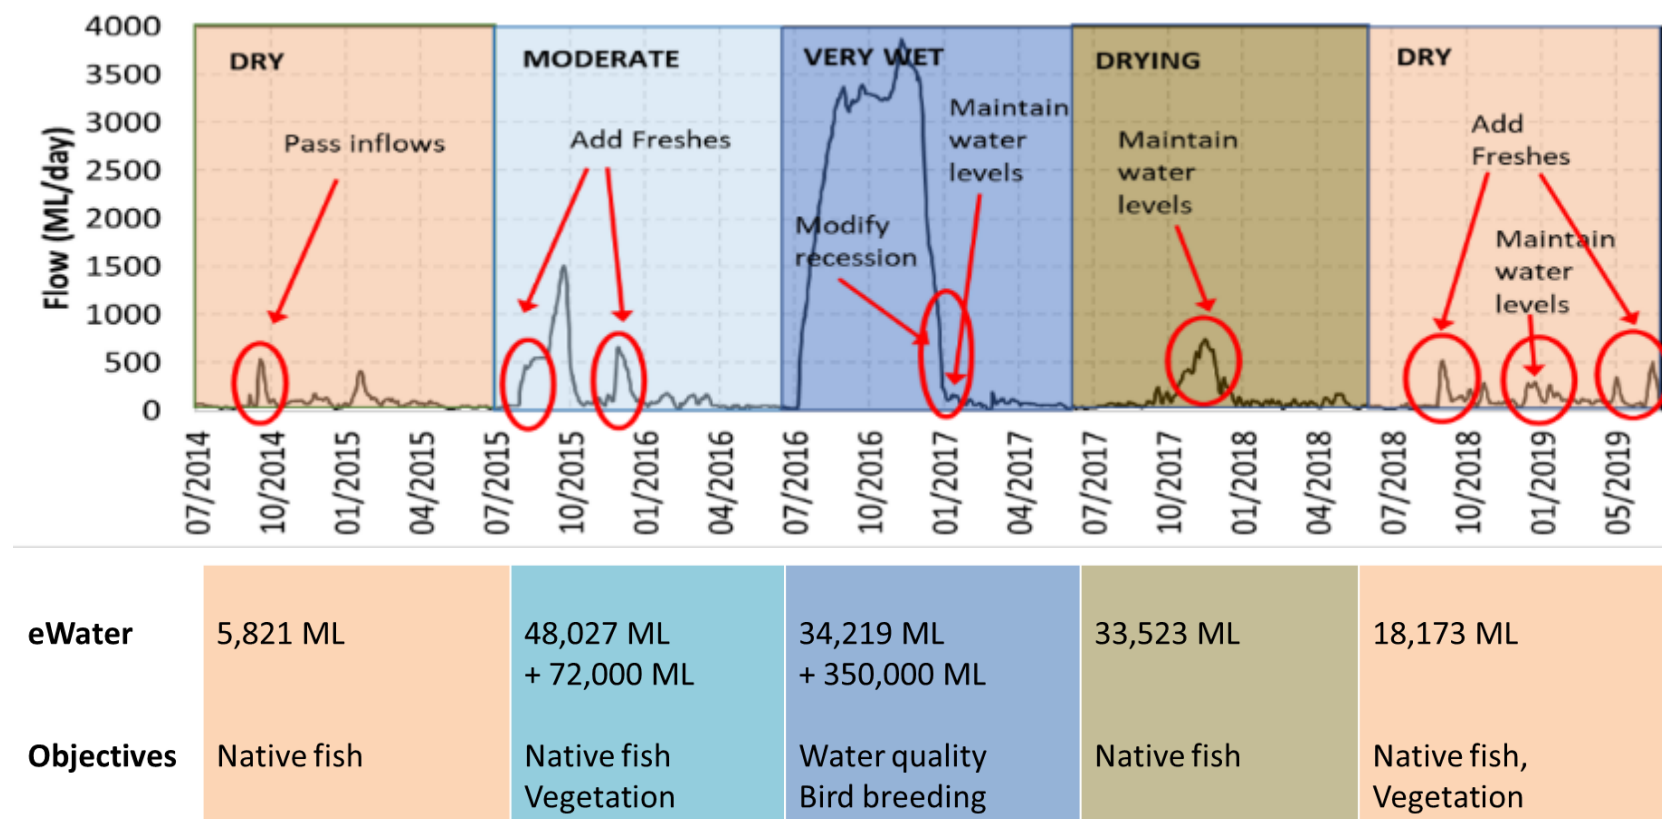 4000
3500
3000
2500
2000
1500
1000
500
0
Flow (ML/day)
DRY
Pass inflows
MODERATE
Add Freshes
VERY WET
Maintain
water
levels
Modify
recession
DRYING
Maintain
water
levels
DRY
Add
Freshes
Maintain
water
levels
07/2014
10/2014
01/2015
04/2015
07/2015
10/2015
01/2016
04/2016
07/2016
10/2016
01/2017
04/2017
07/2017
10/2017
01/2018
04/2018
07/2018
10/2018
01/2019
05/2019
eWater
5,821 ML
48,027 ML
+ 72,000 ML
34,219 ML
+ 350,000 ML
33,523 ML
18,173 ML
Objectives
Native fish
Native fish
Vegetation
Water quality
Bird breeding
Native fish
Native fish,
Vegetation